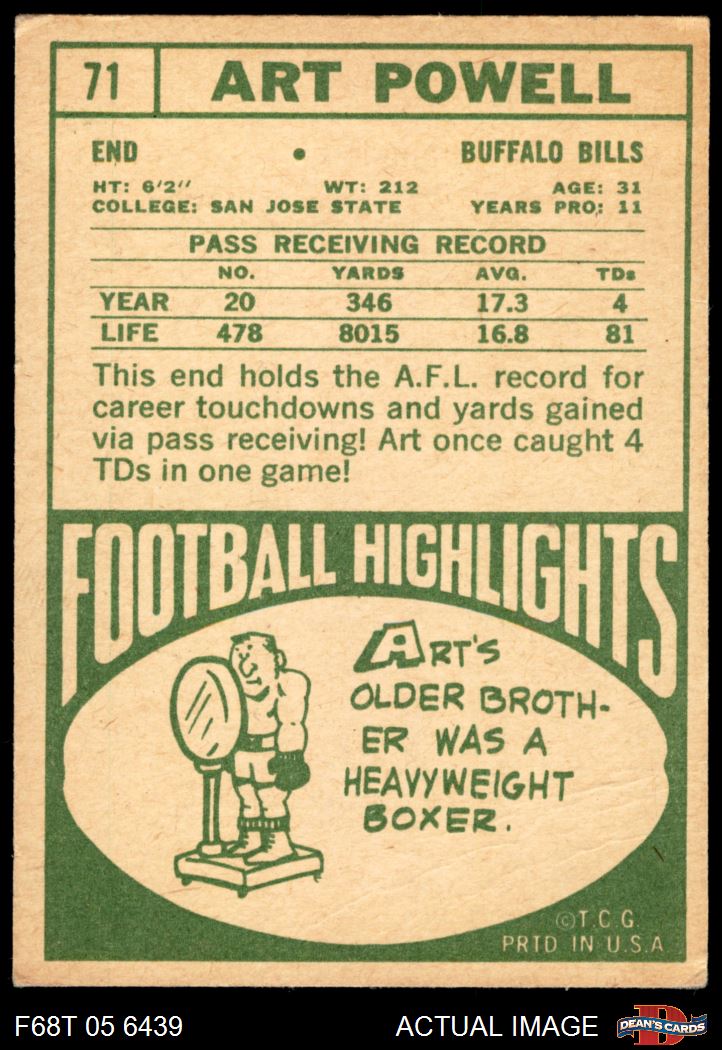 71 ART POWELL
END • BUFFALO BILLS
HT: 6'2" WT: 212 AGE: 31
COLLEGE: SAN JOSE STATE YEARS PRO: 11
PASS RECEIVING RECORD
NO. YARDS AVG. TDs
YEAR 20 346 17.3 4
LIFE 478 8015 16.8 81
This end holds the A.F.L. record for
career touchdowns and yards gained
via pass receiving! Art once caught 4
TDs in one game!
FOOTBALL HIGHLIGHTS
ART'S
OLDER BROTH-
ER WAS A
HEAVYWEIGHT
BOXER.
©T.C.G.
PRTD IN U.S.A.
F68T 05 6439 ACTUAL IMAGE D DEAN'S CARDS